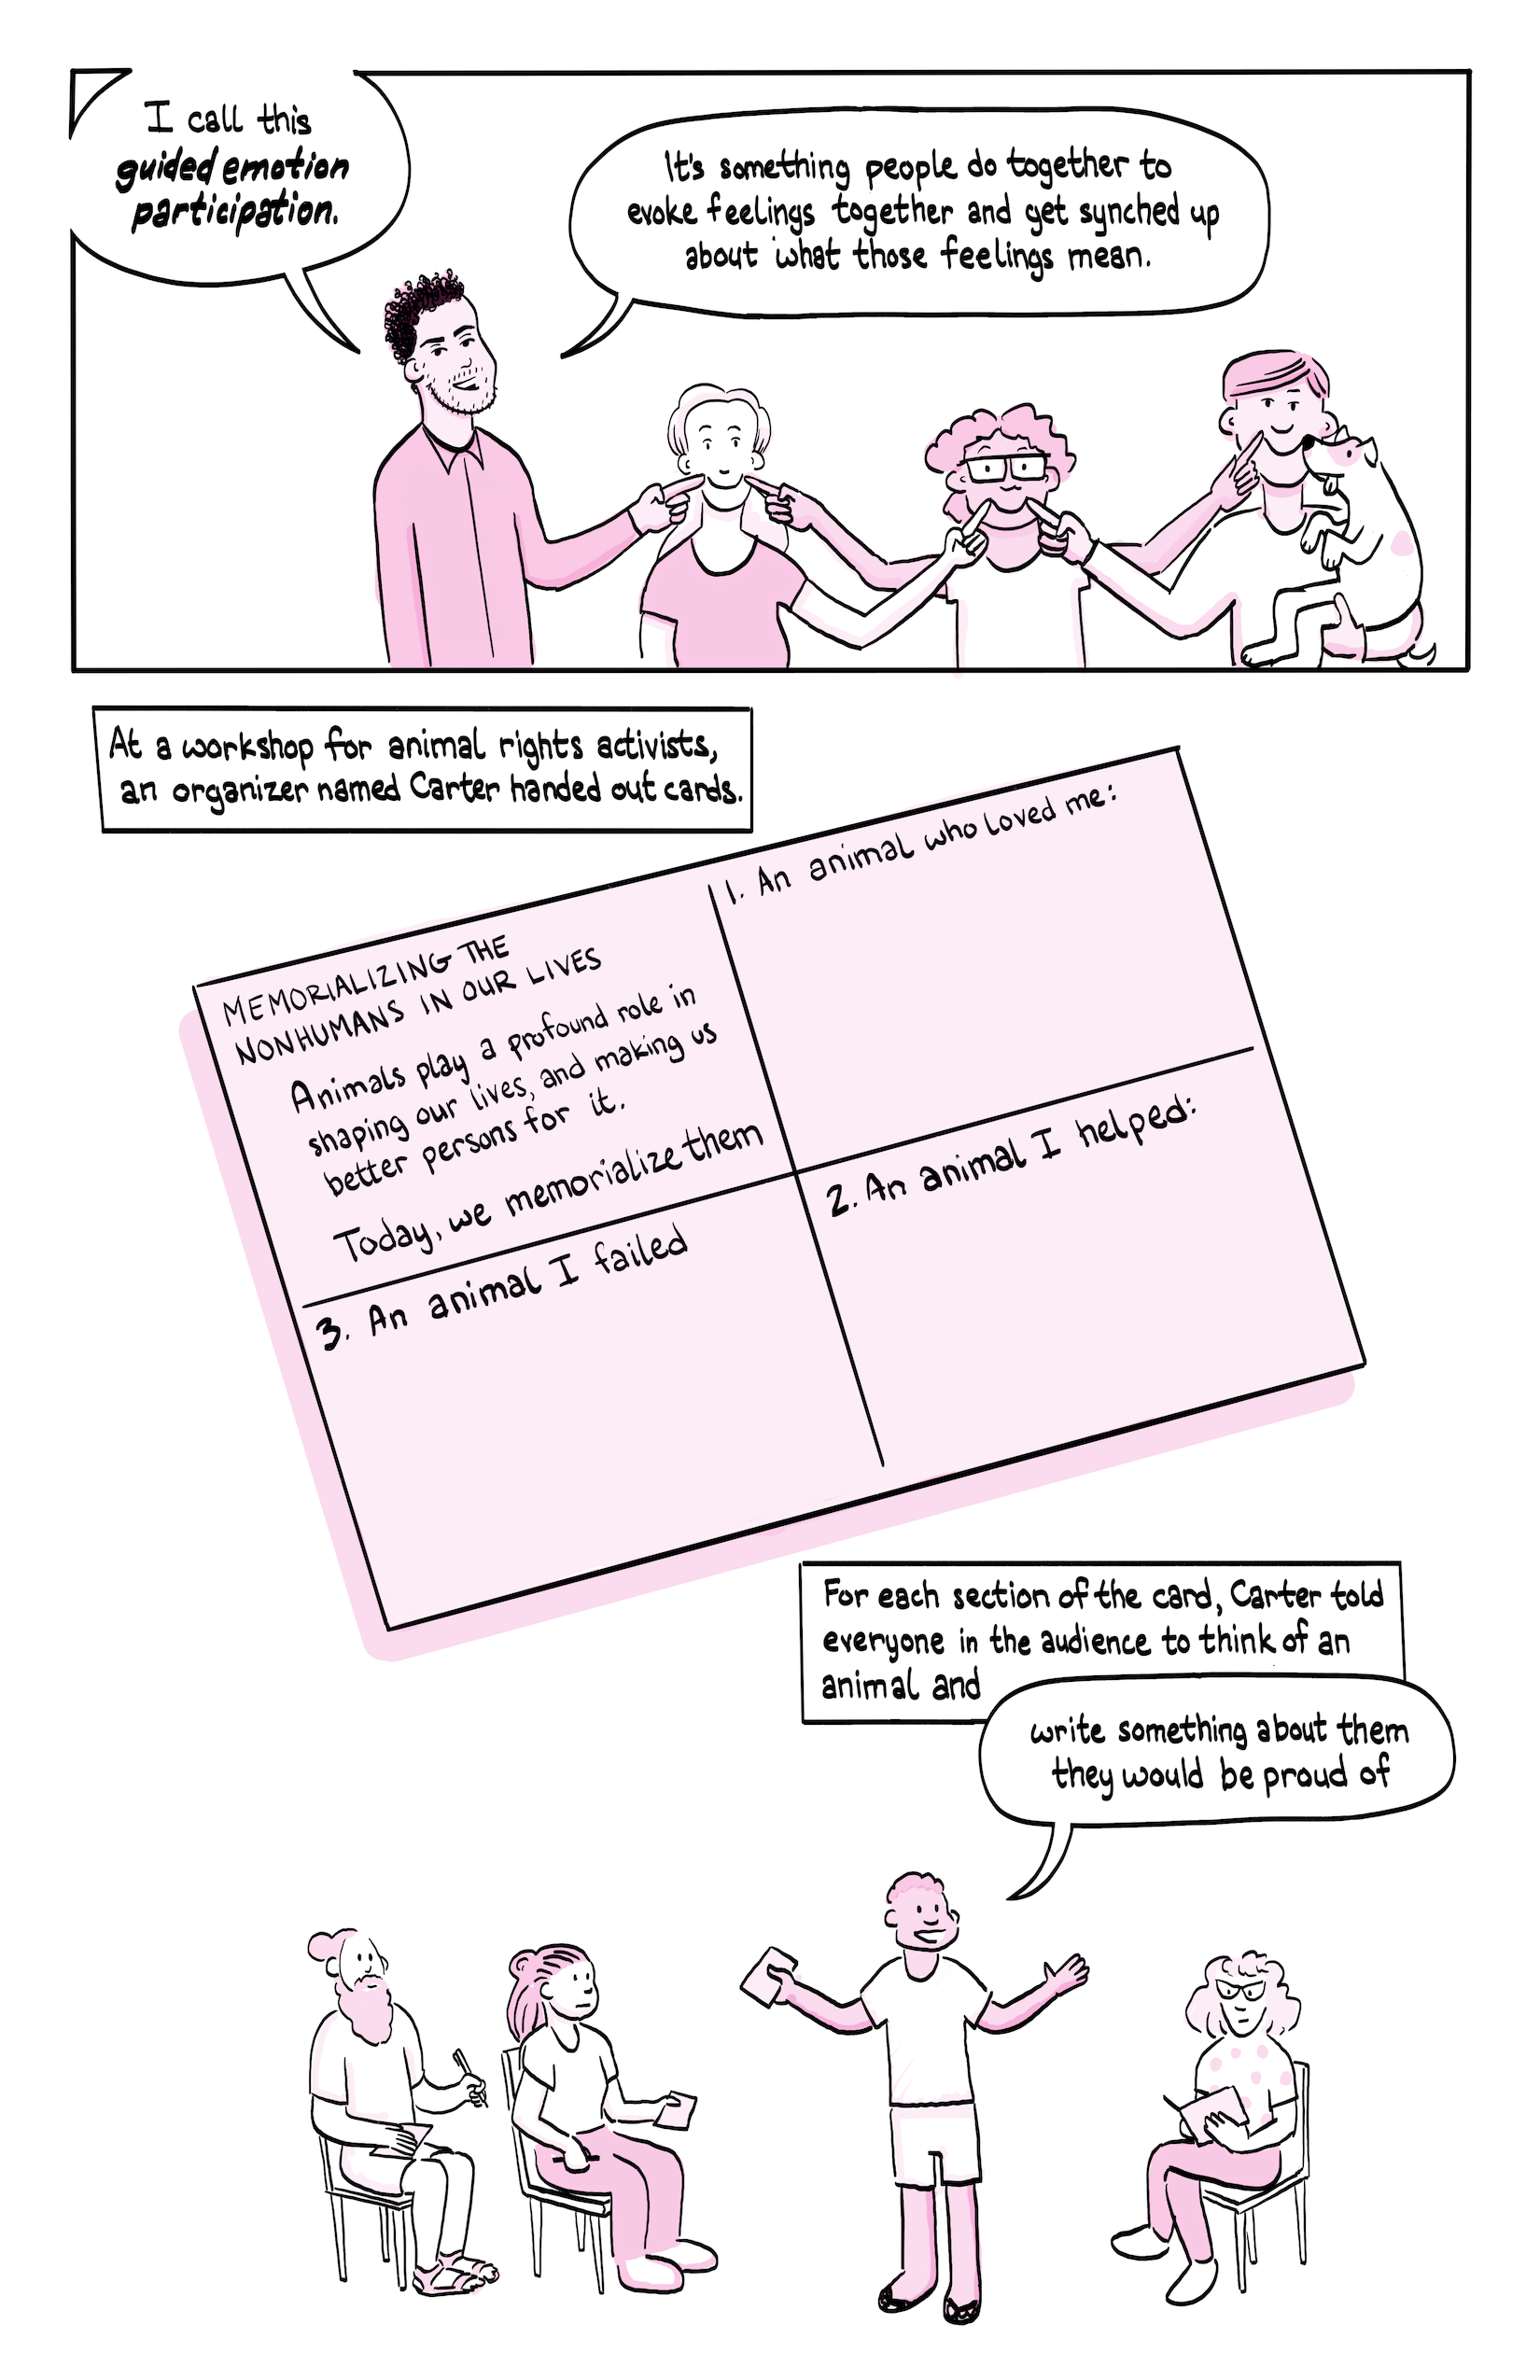 I call this
guided emotion
participation.
It's something people do together to
evoke feelings together and get synched up
about what those feelings mean.
At a workshop for animal rights activists,
an organizer named Carter handed out cards.
MEMORIALIZING THE
NONHUMANS IN OUR LIVES
Animals play a profound role in
shaping our lives, and making us
better persons for it.
Today, we memorialize them
1. An animal who loved me:
2. An animal I helped:
3. An animal I failed
For each section of the card, Carter told
everyone in the audience to think of an
animal and
write something about them
they would be proud of